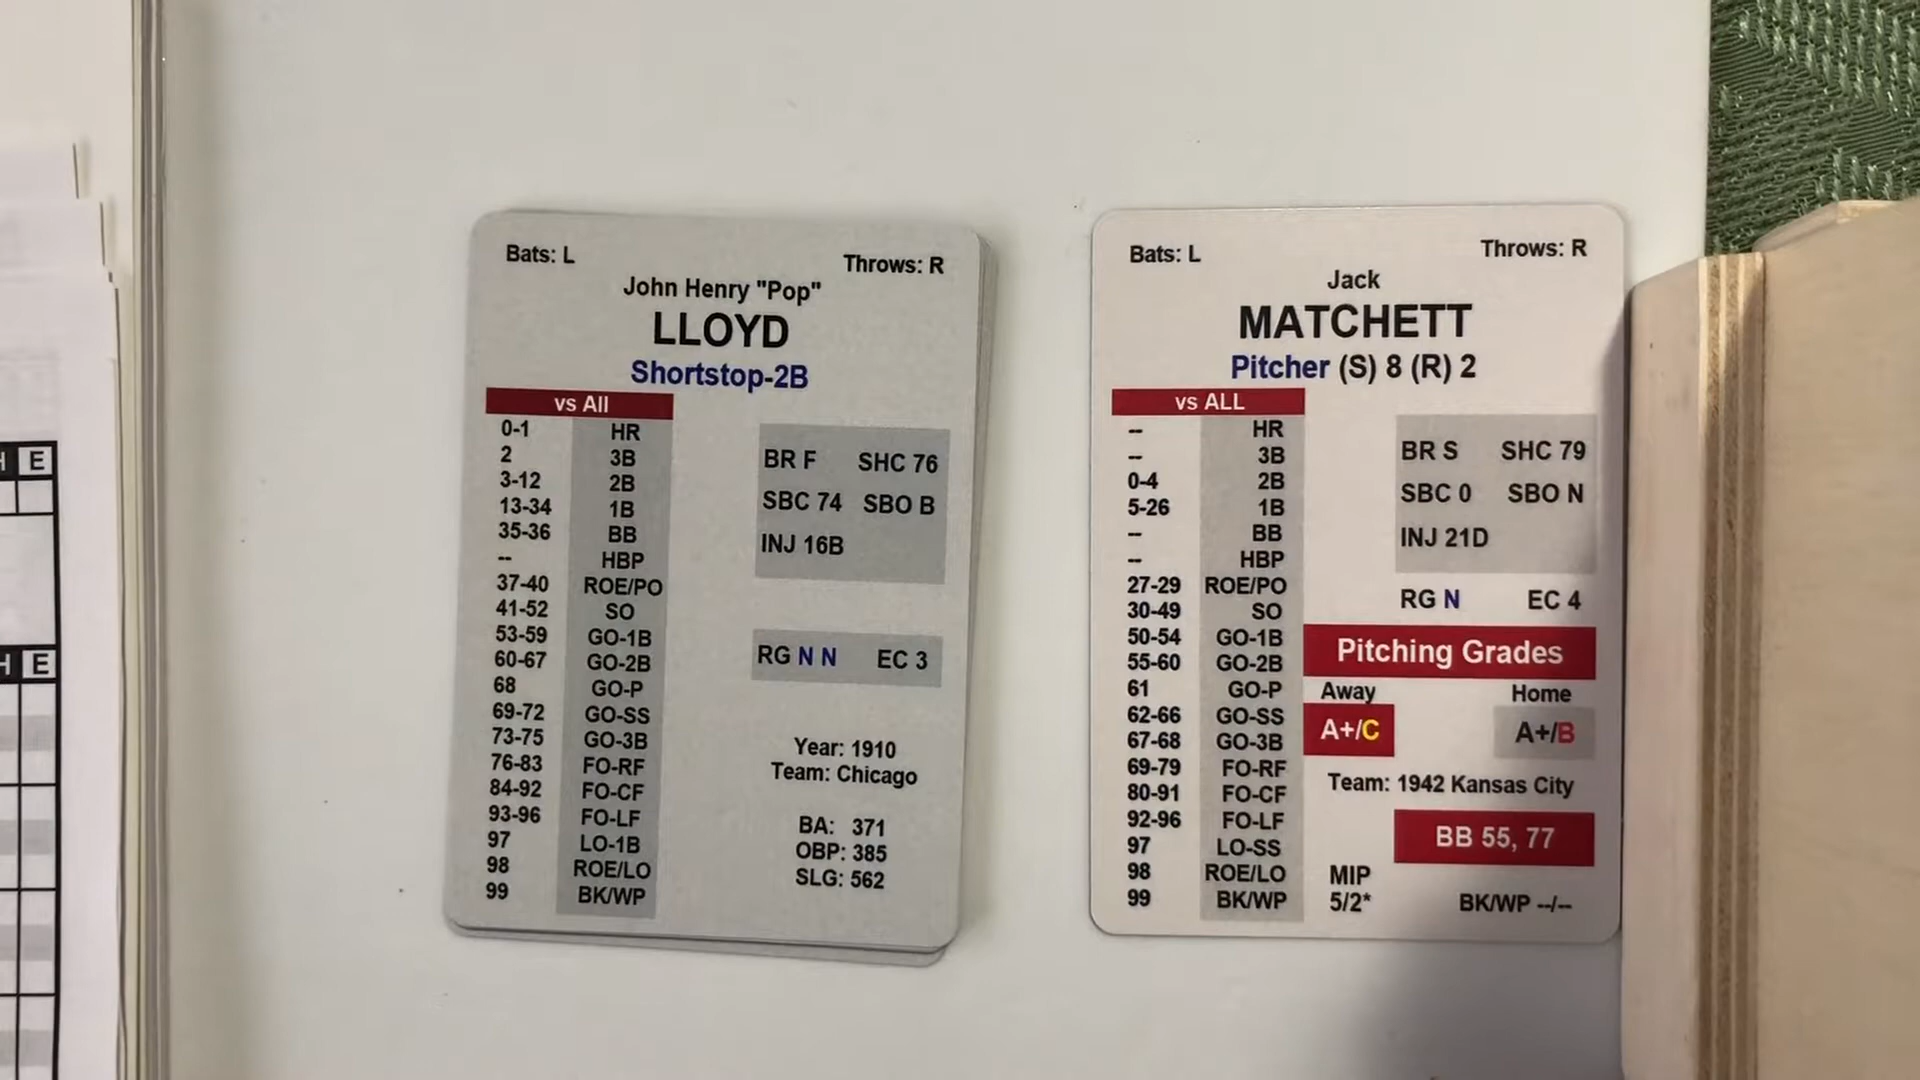 H E
H E
Bats: L Throws: R
John Henry "Pop"
LLOYD
Shortstop-2B
vs All
0-1 HR
2 3B
3-12 2B
13-34 1B
35-36 BB
-- HBP
37-40 ROE/PO
41-52 SO
53-59 GO-1B
60-67 GO-2B
68 GO-P
69-72 GO-SS
73-75 GO-3B
76-83 FO-RF
84-92 FO-CF
93-96 FO-LF
97 LO-1B
98 ROE/LO
99 BK/WP
BR F SHC 76
SBC 74 SBO B
INJ 16B
RG N N EC 3
Year: 1910
Team: Chicago
BA: 371
OBP: 385
SLG: 562
Bats: L Throws: R
Jack
MATCHETT
Pitcher (S) 8 (R) 2
vs ALL
-- HR
-- 3B
0-4 2B
5-26 1B
-- BB
-- HBP
27-29 ROE/PO
30-49 SO
50-54 GO-1B
55-60 GO-2B
61 GO-P
62-66 GO-SS
67-68 GO-3B
69-79 FO-RF
80-91 FO-CF
92-96 FO-LF
97 LO-SS
98 ROE/LO
99 BK/WP
BR S SHC 79
SBC 0 SBO N
INJ 21D
RG N EC 4
Pitching Grades
Away Home
A+/C A+/B
Team: 1942 Kansas City
BB 55, 77
MIP
5/2* BK/WP --/--